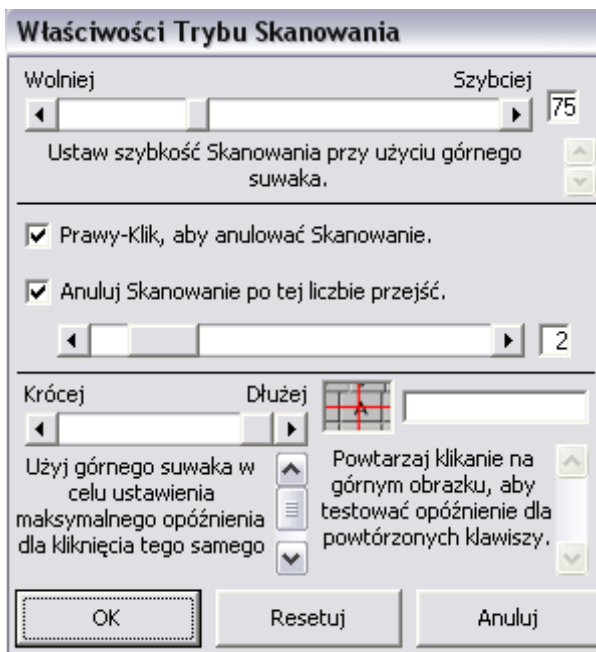 Właściwości Trybu Skanowania
Wolniej Szybciej
75
Ustaw szybkość Skanowania przy użyciu górnego
suwaka.
Prawy-Klik, aby anulować Skanowanie.
Anuluj Skanowanie po tej liczbie przejść.
2
Krócej Dłużej
A
Użyj górnego suwaka w
celu ustawienia
maksymalnego opóźnienia
dla kliknięcia tego samego
Powtarzaj klikanie na
górnym obrazku, aby
testować opóźnienie dla
powtórzonych klawiszy.
OK Resetuj Anuluj